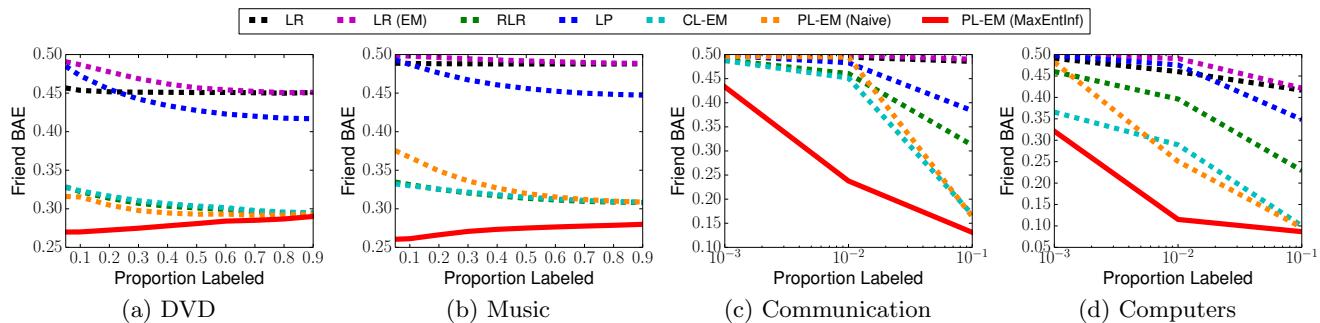 LR LR (EM) RLR LP CL-EM PL-EM (Naive) PL-EM (MaxEntInf)
Friend BAE
0.50
0.45
0.40
0.35
0.30
0.25
0.1 0.2 0.3 0.4 0.5 0.6 0.7 0.8 0.9
Proportion Labeled
(a) DVD
Friend BAE
0.50
0.45
0.40
0.35
0.30
0.25
0.1 0.2 0.3 0.4 0.5 0.6 0.7 0.8 0.9
Proportion Labeled
(b) Music
Friend BAE
0.50
0.45
0.40
0.35
0.30
0.25
0.20
0.15
0.10
10⁻³ 10⁻² 10⁻¹
Proportion Labeled
(c) Communication
Friend BAE
0.50
0.45
0.40
0.35
0.30
0.25
0.20
0.15
0.10
0.05
10⁻³ 10⁻² 10⁻¹
Proportion Labeled
(d) Computers